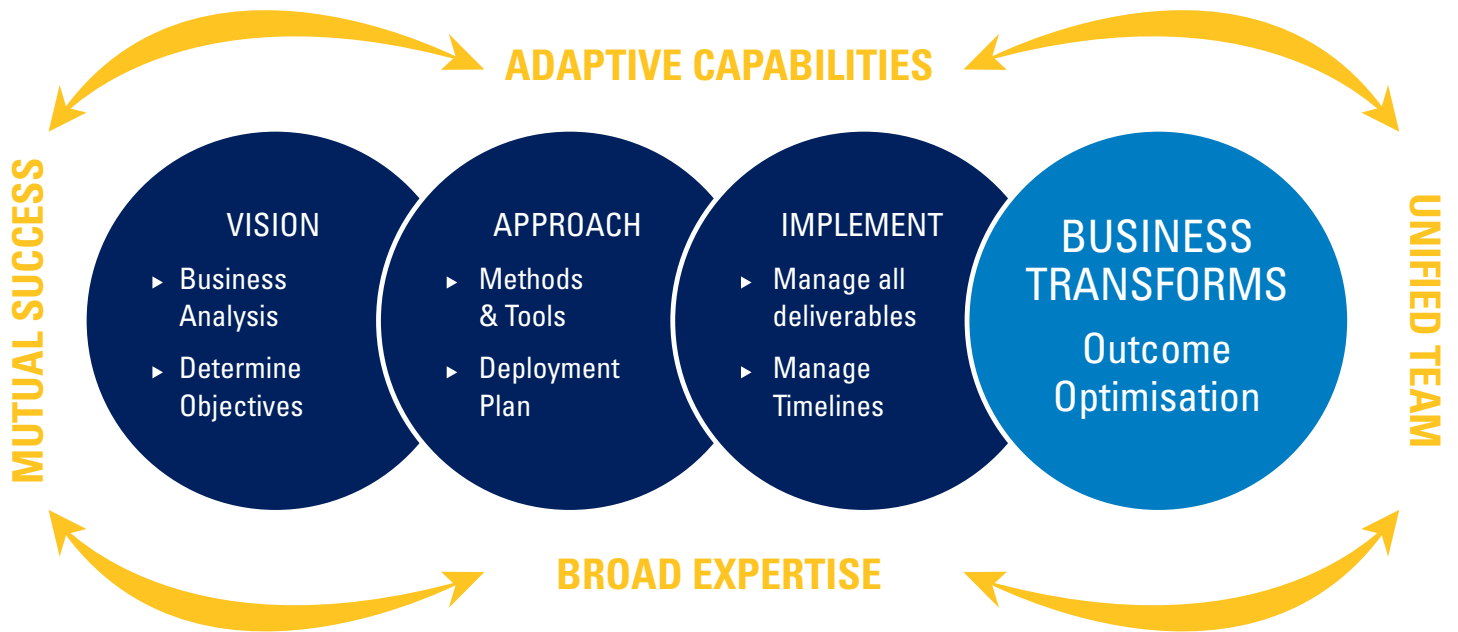 ADAPTIVE CAPABILITIES
MUTUAL SUCCESS
VISION
► Business
Analysis
► Determine
Objectives
APPROACH
► Methods
& Tools
► Deployment
Plan
IMPLEMENT
► Manage all
deliverables
► Manage
Timelines
BUSINESS
TRANSFORMS
Outcome
Optimisation
UNIFIED TEAM
BROAD EXPERTISE